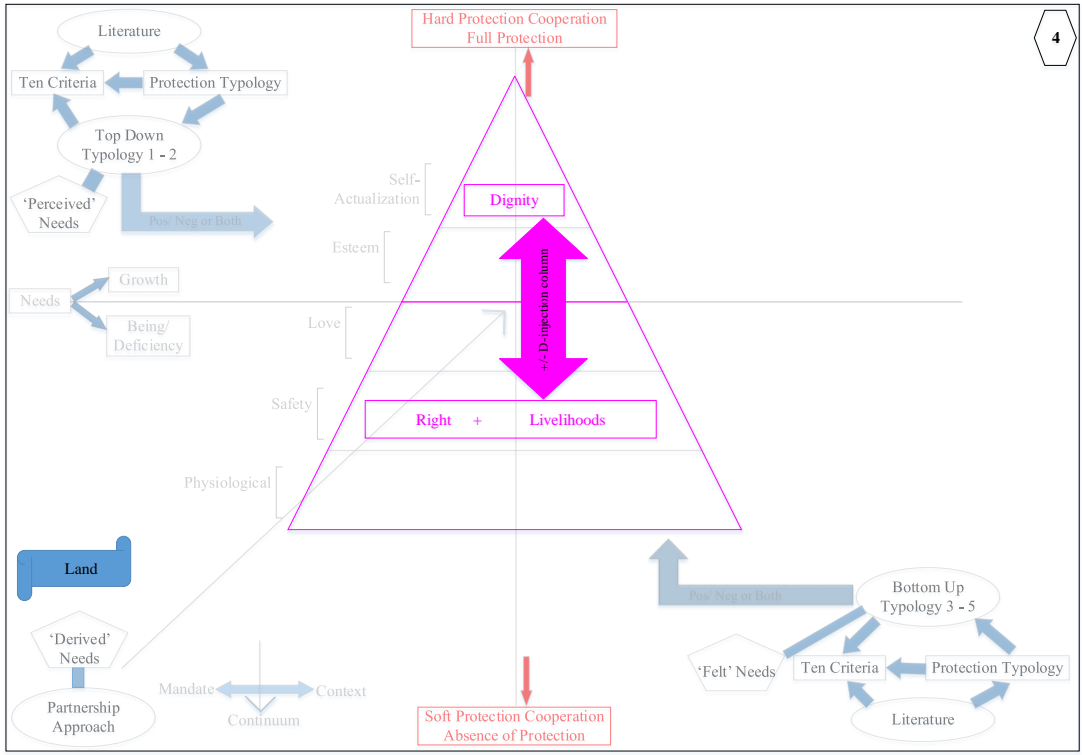 Hard Protection Cooperation
Full Protection
4
Literature
Ten Criteria
Protection Typology
Top Down
Typology 1 - 2
'Perceived'
Needs
Pos/ Neg or Both
Self-
Actualization
Dignity
Esteem
+/- D-injection column
Growth
Needs
Being/
Deficiency
Love
Safety
Right + Livelihoods
Physiological
Land
'Derived'
Needs
Partnership
Approach
Mandate
Context
Continuum
Soft Protection Cooperation
Absence of Protection
Pos/ Neg or Both
Bottom Up
Typology 3 - 5
'Felt' Needs
Ten Criteria
Protection Typology
Literature